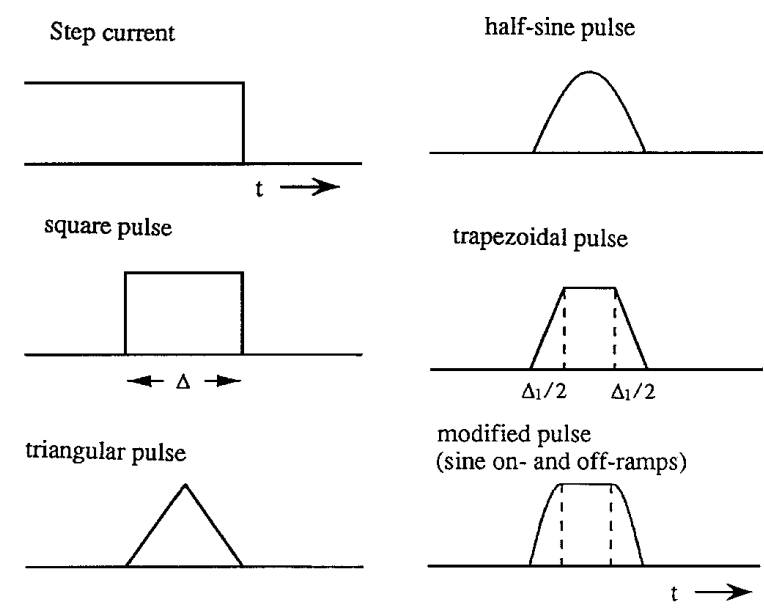 Step current
t
square pulse
Δ
triangular pulse
half-sine pulse
trapezoidal pulse
Δ1/2 Δ1/2
modified pulse
(sine on- and off-ramps)
t